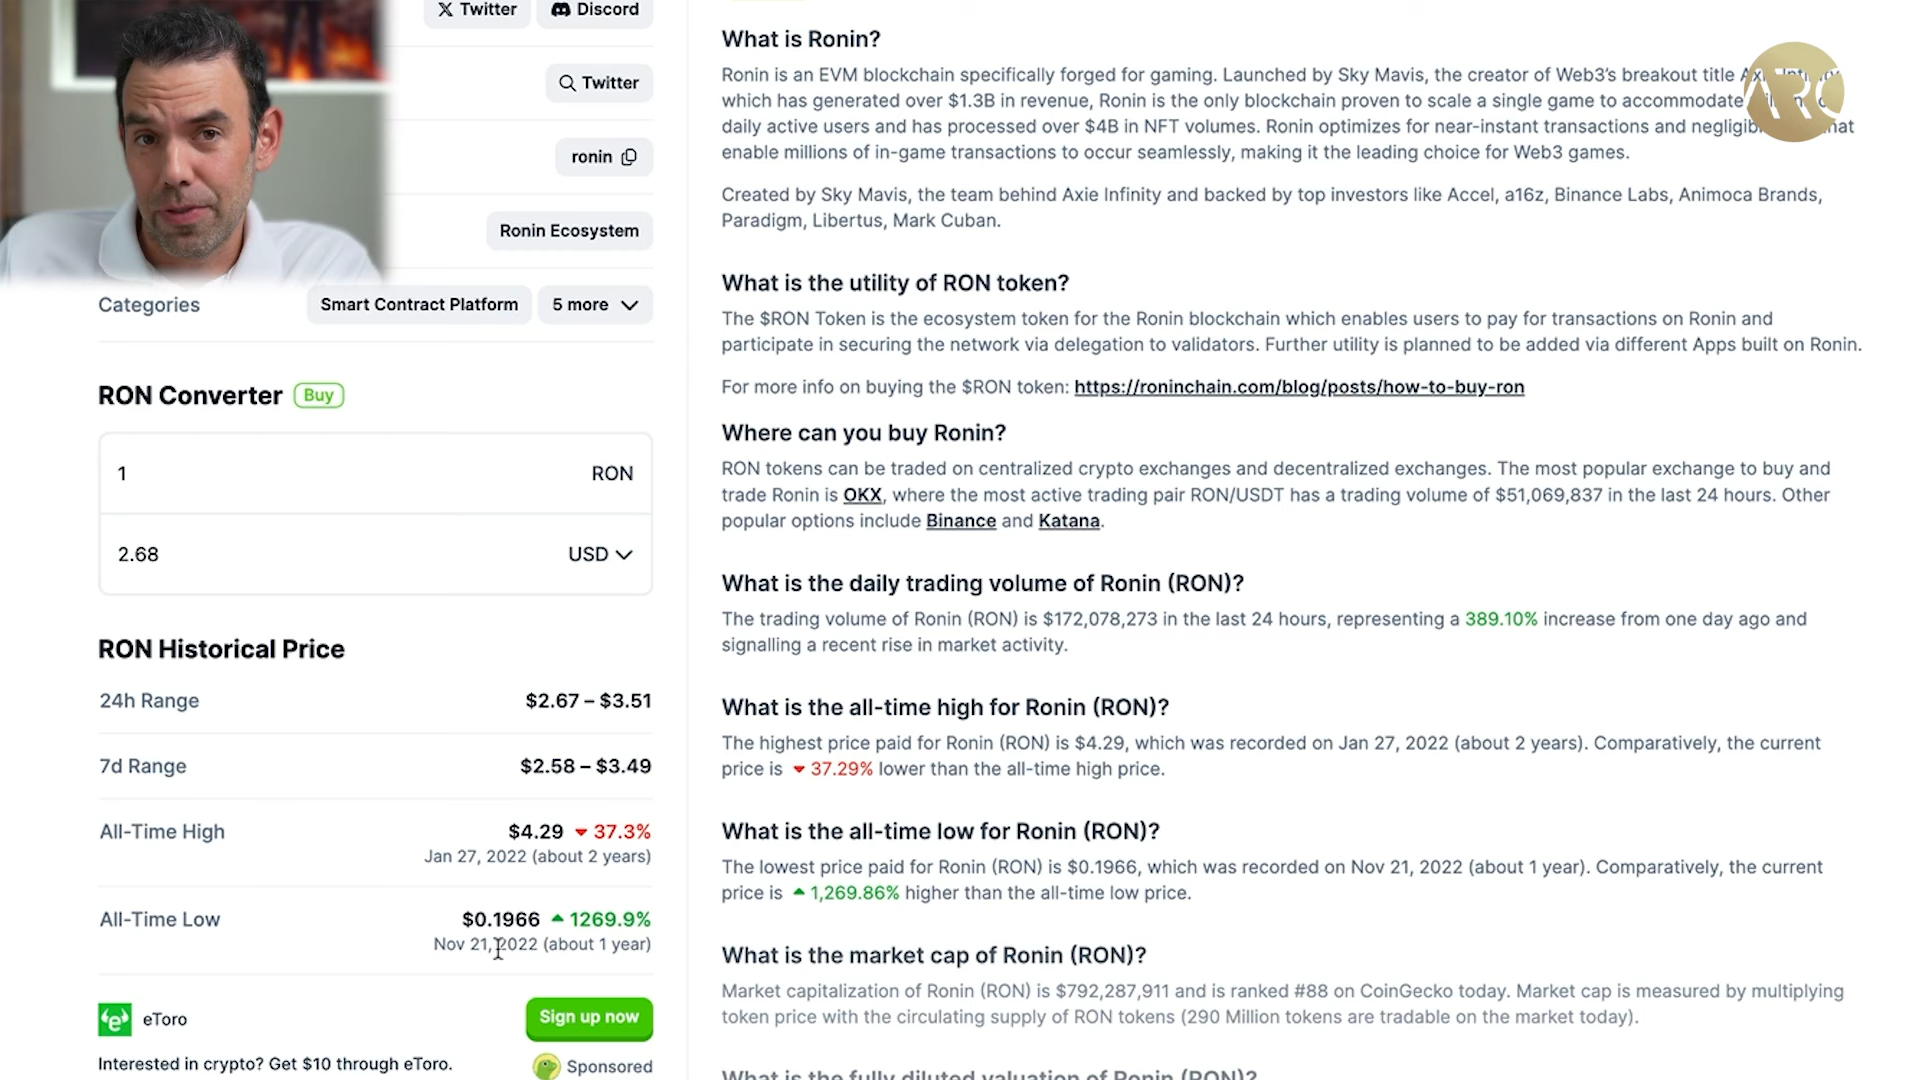 Twitter
Discord
Twitter
ronin
Ronin Ecosystem
Categories
Smart Contract Platform
5 more
RON Converter
Buy
1
RON
2.68
USD
RON Historical Price
24h Range
$2.67 – $3.51
7d Range
$2.58 – $3.49
All-Time High
$4.29 37.3%
Jan 27, 2022 (about 2 years)
All-Time Low
$0.1966 1269.9%
Nov 21, 2022 (about 1 year)
eToro
Sign up now
Interested in crypto? Get $10 through eToro.
Sponsored
What is Ronin?
Ronin is an EVM blockchain specifically forged for gaming. Launched by Sky Mavis, the creator of Web3's breakout title
which has generated over $1.3B in revenue, Ronin is the only blockchain proven to scale a single game to accommodate
daily active users and has processed over $4B in NFT volumes. Ronin optimizes for near-instant transactions and
enable millions of in-game transactions to occur seamlessly, making it the leading choice for Web3 games.
Created by Sky Mavis, the team behind Axie Infinity and backed by top investors like Accel, a16z, Binance Labs, Animoca Brands,
Paradigm, Libertus, Mark Cuban.
What is the utility of RON token?
The $RON Token is the ecosystem token for the Ronin blockchain which enables users to pay for transactions on Ronin and
participate in securing the network via delegation to validators. Further utility is planned to be added via different Apps built on Ronin.
For more info on buying the $RON token: https://roninchain.com/blog/posts/how-to-buy-ron
Where can you buy Ronin?
RON tokens can be traded on centralized crypto exchanges and decentralized exchanges. The most popular exchange to buy and
trade Ronin is OKX, where the most active trading pair RON/USDT has a trading volume of $51,069,837 in the last 24 hours. Other
popular options include Binance and Katana.
What is the daily trading volume of Ronin (RON)?
The trading volume of Ronin (RON) is $172,078,273 in the last 24 hours, representing a 389.10% increase from one day ago and
signalling a recent rise in market activity.
What is the all-time high for Ronin (RON)?
The highest price paid for Ronin (RON) is $4.29, which was recorded on Jan 27, 2022 (about 2 years). Comparatively, the current
price is 37.29% lower than the all-time high price.
What is the all-time low for Ronin (RON)?
The lowest price paid for Ronin (RON) is $0.1966, which was recorded on Nov 21, 2022 (about 1 year). Comparatively, the current
price is 1,269.86% higher than the all-time low price.
What is the market cap of Ronin (RON)?
Market capitalization of Ronin (RON) is $792,287,911 and is ranked #88 on CoinGecko today. Market cap is measured by multiplying
token price with the circulating supply of RON tokens (290 Million tokens are tradable on the market today).
What is the fully diluted valuation of Ronin (RON)?
ARC